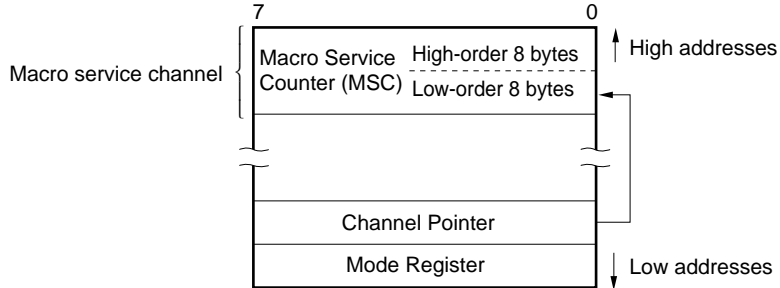 7 0
High addresses
Macro service channel
Macro Service
Counter (MSC)
High-order 8 bytes
Low-order 8 bytes
Channel Pointer
Mode Register
Low addresses